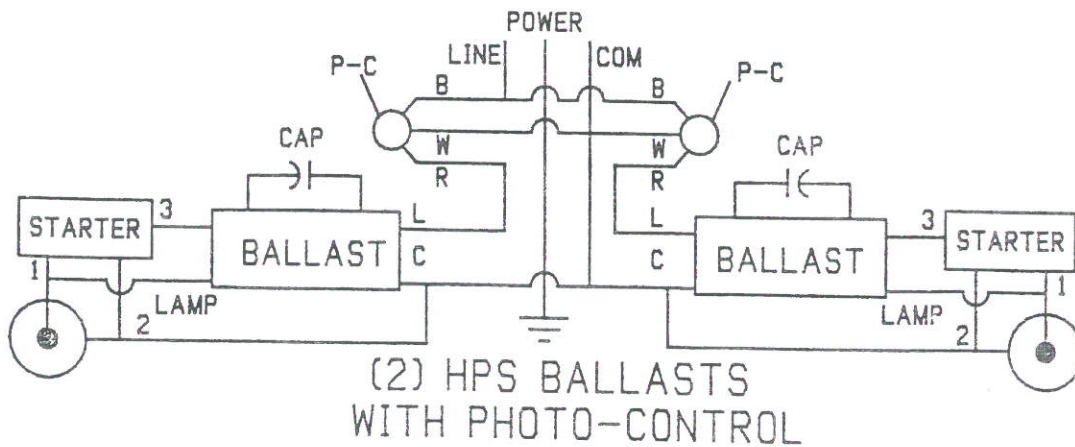 POWER
LINE COM
P-C P-C
B B
CAP W W CAP
R R
3 L L 3
STARTER BALLAST C C BALLAST STARTER
1 1
LAMP LAMP
2 2
(2) HPS BALLASTS
WITH PHOTO-CONTROL